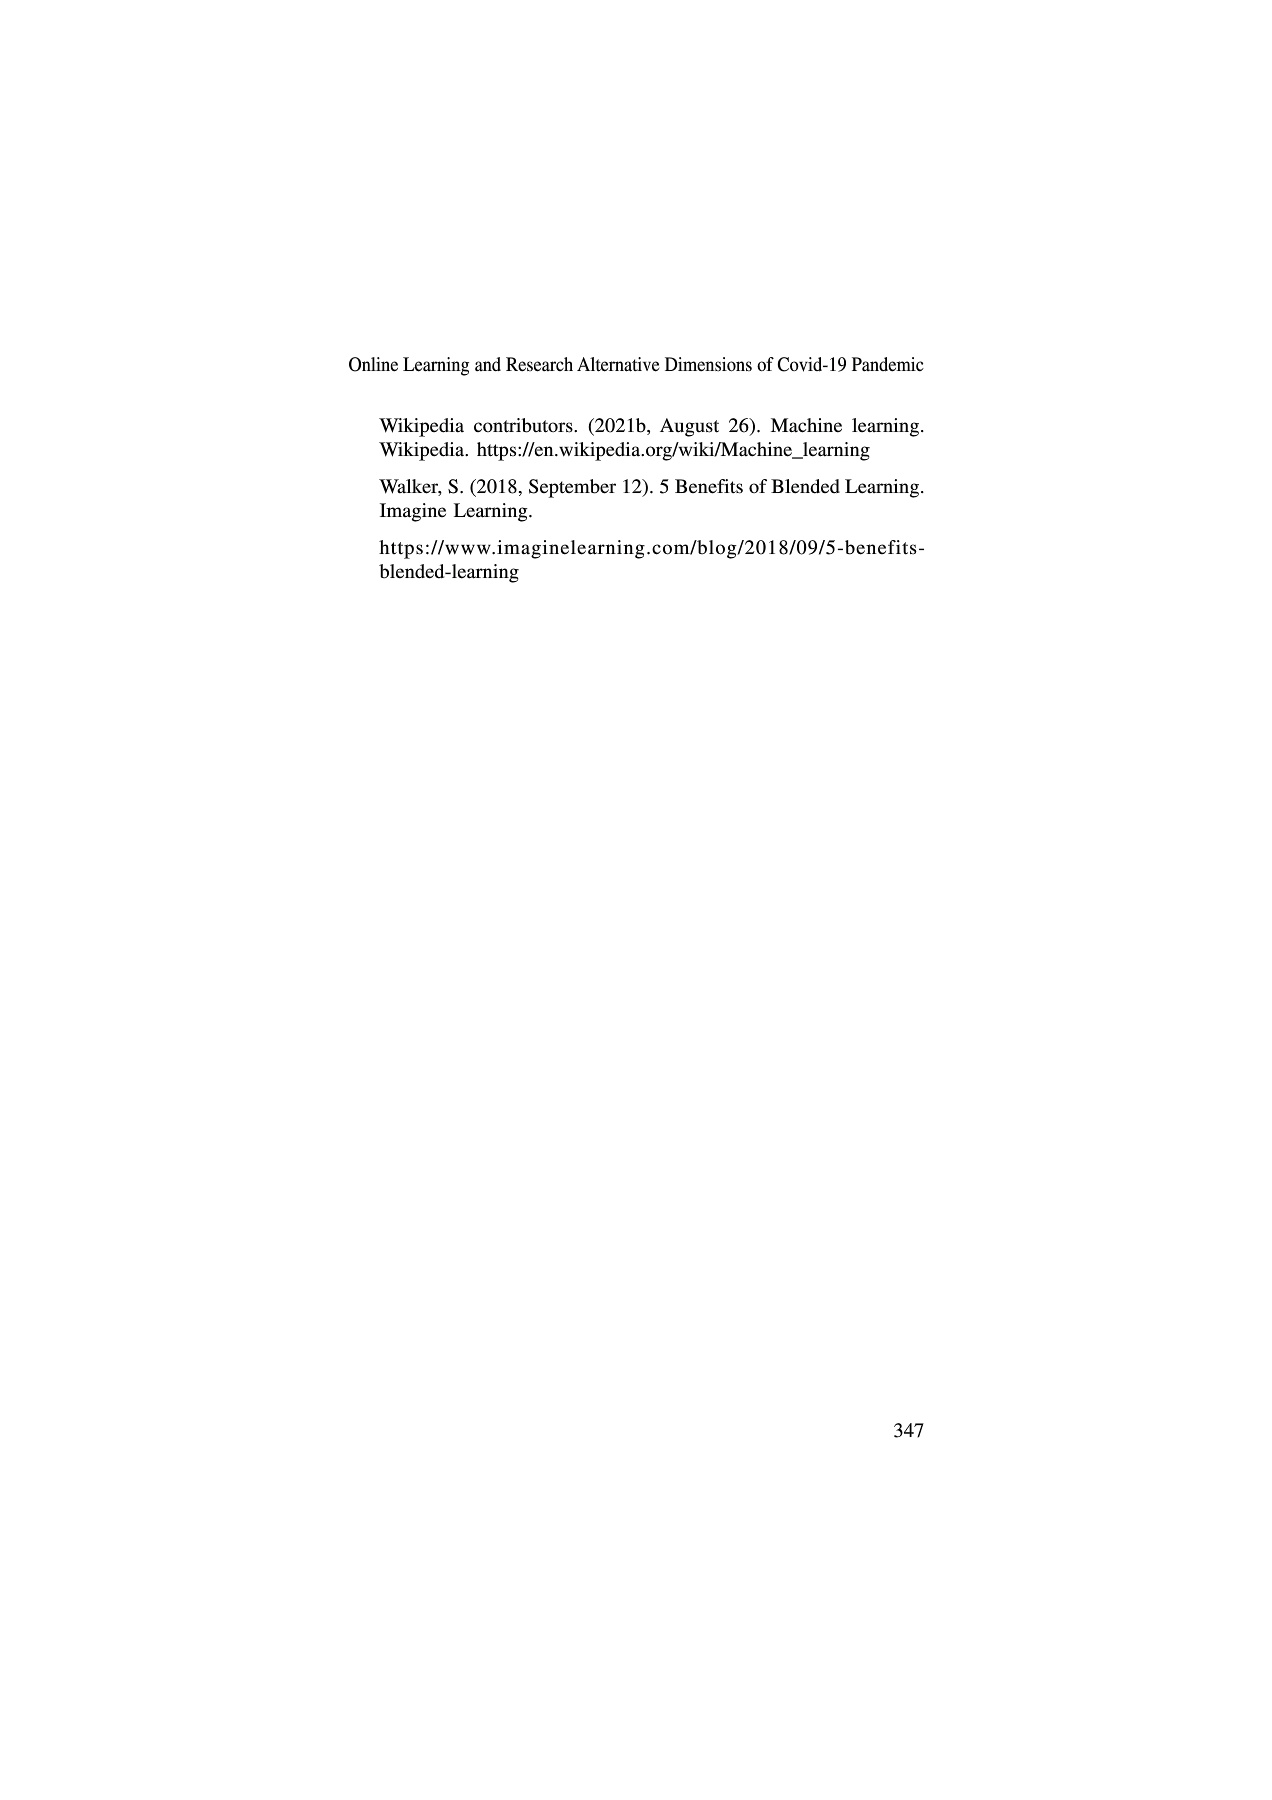 Online Learning and Research Alternative Dimensions of Covid-19 Pandemic
Wikipedia contributors. (2021b, August 26). Machine learning.
Wikipedia. https://en.wikipedia.org/wiki/Machine_learning
Walker, S. (2018, September 12). 5 Benefits of Blended Learning.
Imagine Learning.
https://www.imaginelearning.com/blog/2018/09/5-benefits-
blended-learning
347